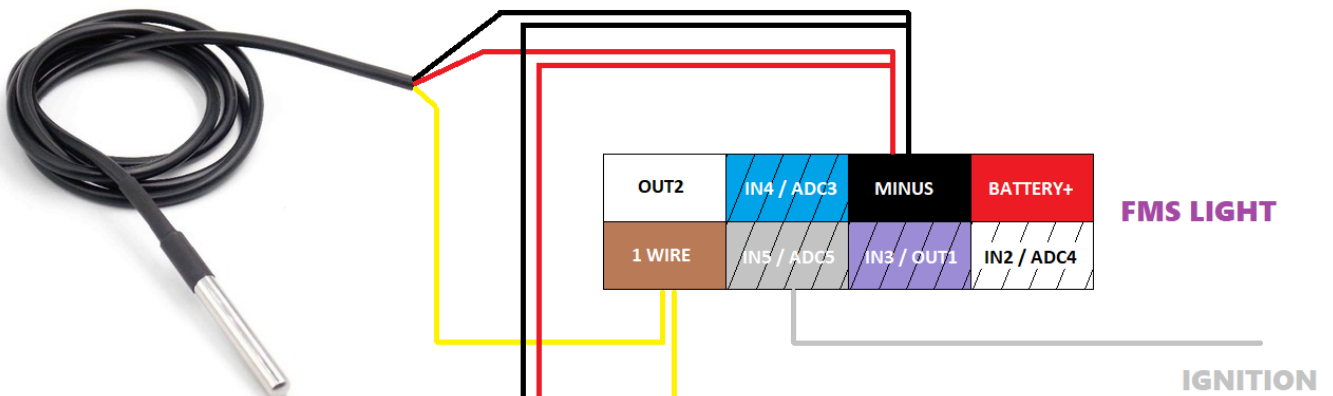 OUT2
IN4 / ADC3
MINUS
BATTERY+
FMS LIGHT
1 WIRE
IN5 / ADC5
IN3 / OUT1
IN2 / ADC4
IGNITION